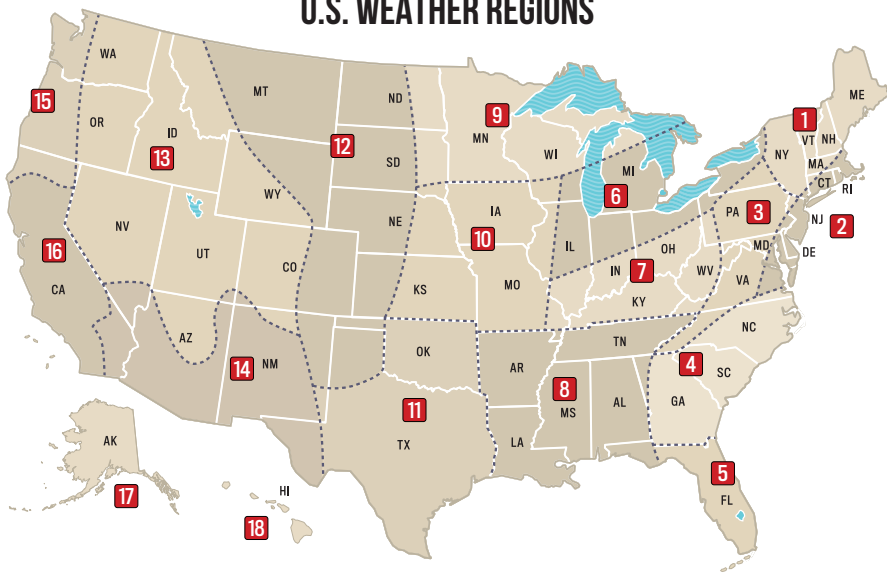 U.S. WEATHER REGIONS
WA
MT
ND
ME
15
OR
ID
13
12
9
MN
1
VT
NH
WI
NY
MA
SD
MI
CT
RI
WY
6
3
PA
NJ
2
NE
IA
NV
10
16
UT
CO
IL
IN
7
OH
MD
DE
WV
VA
CA
KS
MO
KY
NC
AZ
TN
OK
14
NM
AR
4
SC
8
MS
AL
GA
11
TX
LA
AK
5
FL
17
HI
18